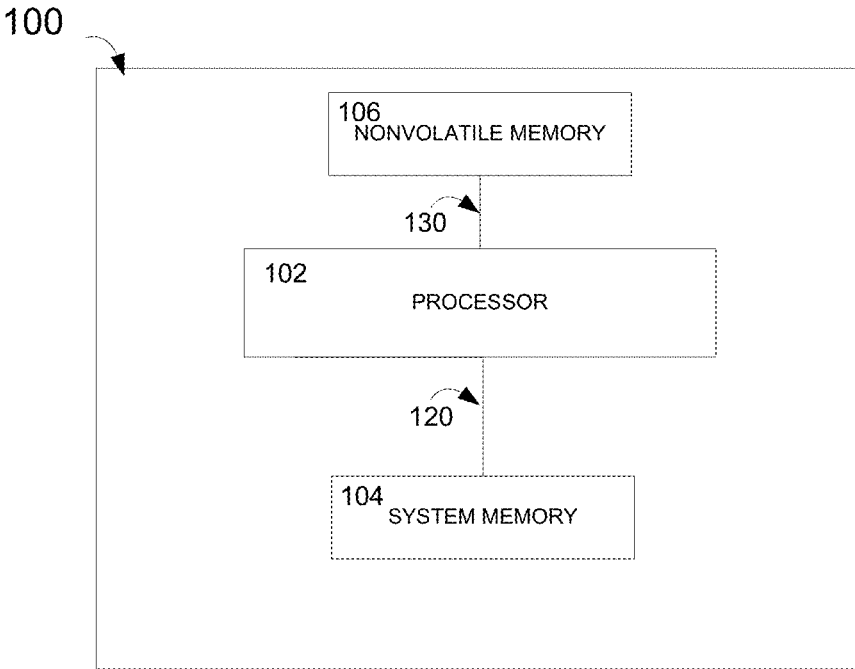 100
106
NONVOLATILE MEMORY
130
102
PROCESSOR
120
104
SYSTEM MEMORY